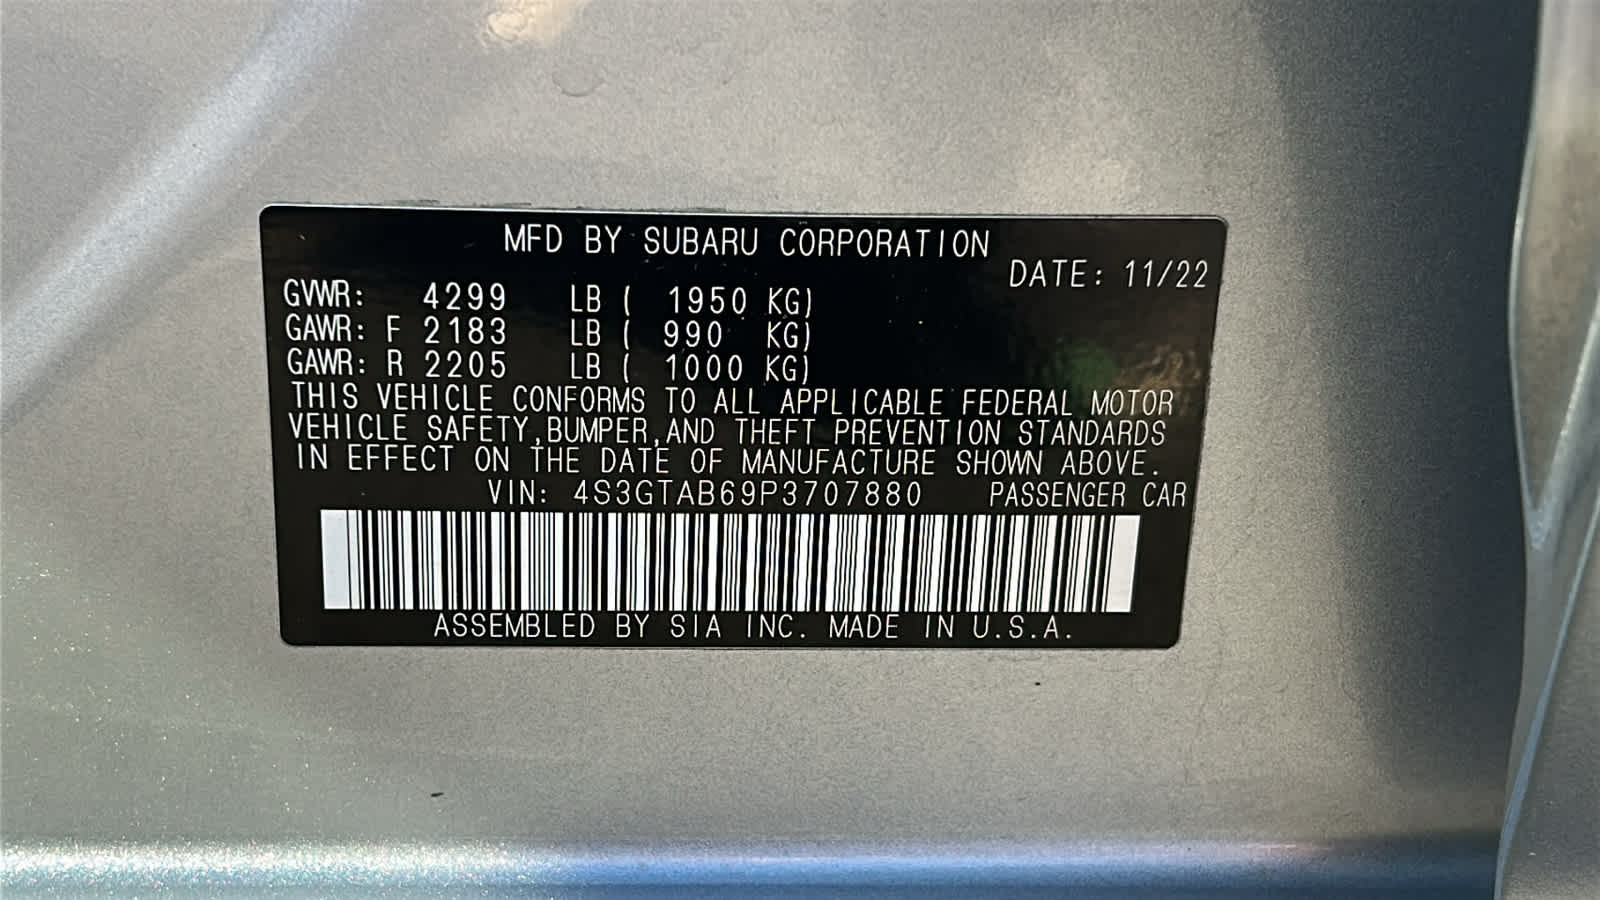 MFD BY SUBARU CORPORATION
DATE: 11/22
GVWR: 4299 LB ( 1950 KG)
GAWR: F 2183 LB ( 990 KG)
GAWR: R 2205 LB ( 1000 KG)
THIS VEHICLE CONFORMS TO ALL APPLICABLE FEDERAL MOTOR
VEHICLE SAFETY,BUMPER,AND THEFT PREVENTION STANDARDS
IN EFFECT ON THE DATE OF MANUFACTURE SHOWN ABOVE.
VIN: 4S3GTAB69P3707880 PASSENGER CAR
ASSEMBLED BY SIA INC. MADE IN U.S.A.